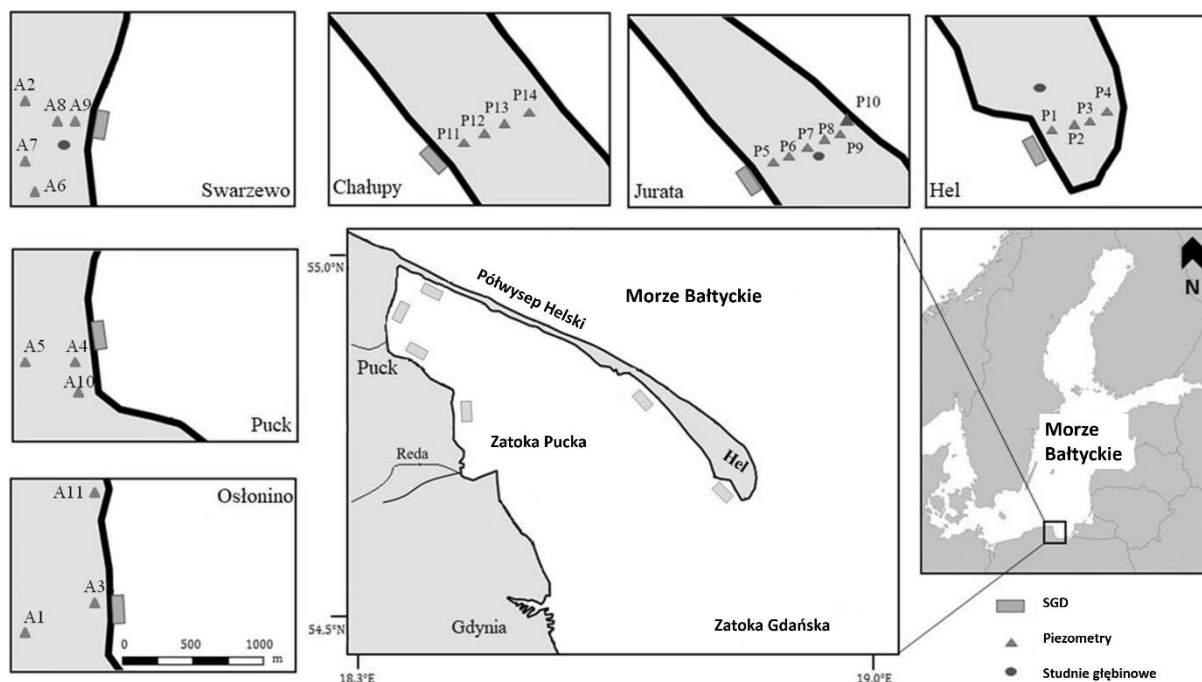 A2
A8
A9
A7
A6
Swarzewo
P14
P13
P12
P11
Chałupy
P10
P8
P7
P9
P6
P5
Jurata
P4
P3
P1
P2
Hel
A5
A4
A10
Puck
A11
Osłonino
A3
A1
0 500 1000
m
55.0°N
Półwysep Helski
Morze Bałtyckie
Puck
Zatoka Pucka
Reda
Hel
54.5°N
Gdynia
Zatoka Gdańska
18.3°E
19.0°E
N
Morze
Bałtyckie
SGD
Piezometry
Studnie głębinowe